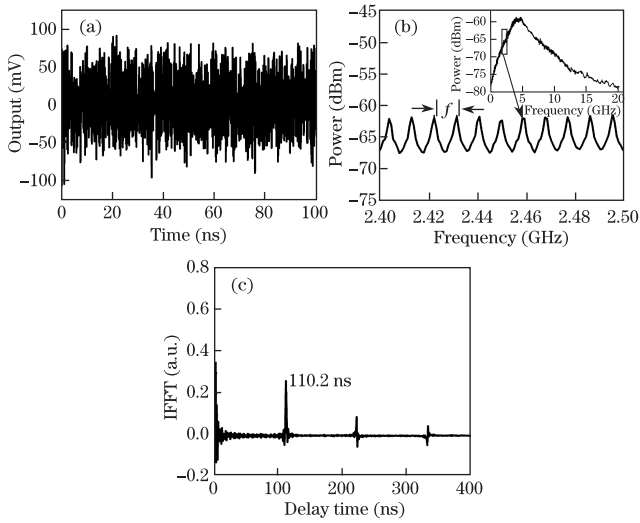 (a)
Output (mV)
100
50
0
−50
−100
0 20 40 60 80 100
Time (ns)
(b)
Power (dBm)
−45
−50
−55
−60
−65
−70
−75
f
2.40 2.42 2.44 2.46 2.48 2.50
Frequency (GHz)
Power (dBm)
−60
−65
−70
−75
−80
0 5 10 15 20
Frequency (GHz)
(c)
IFFT (a.u.)
0.8
0.6
0.4
0.2
0.0
−0.2
110.2 ns
0 100 200 300 400
Delay time (ns)